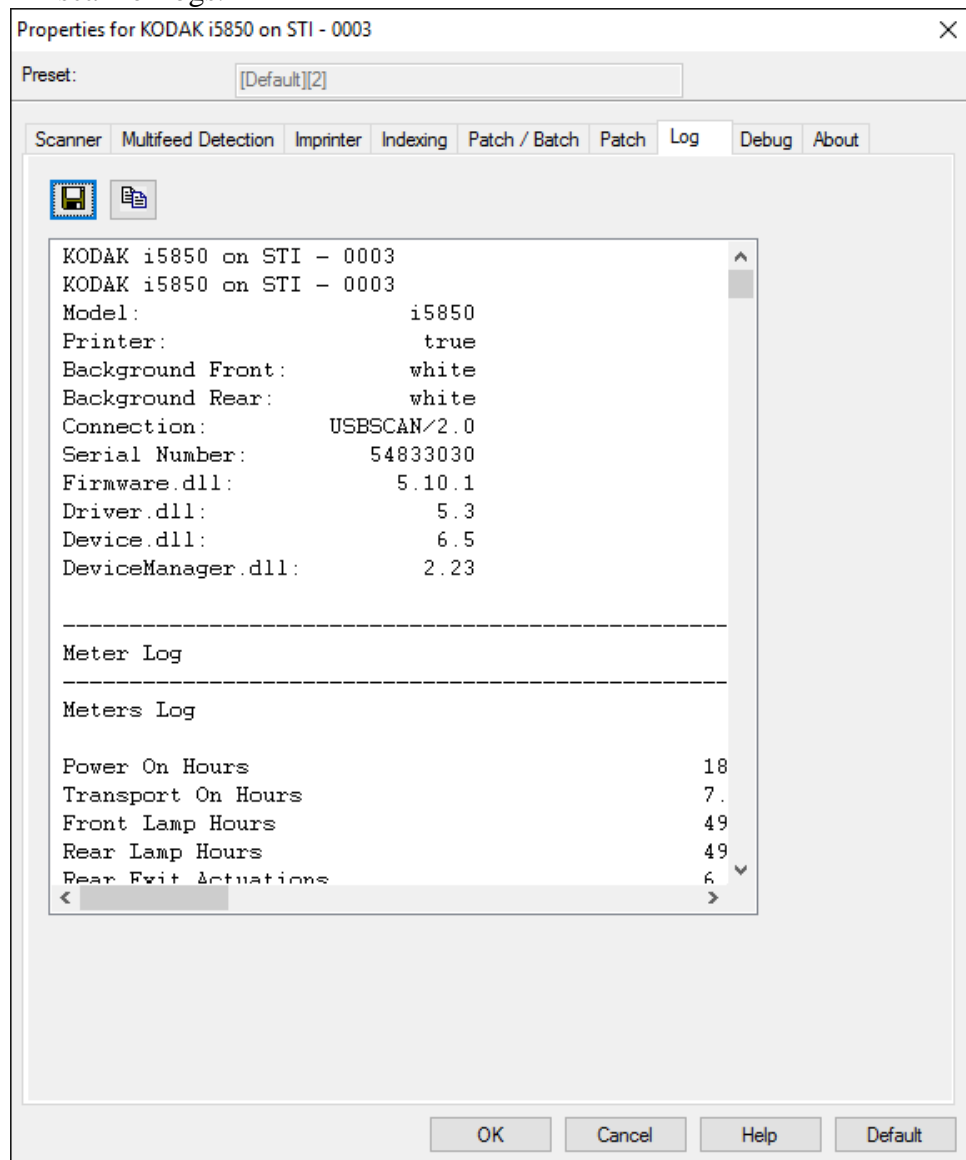 Properties for KODAK i5850 on STI - 0003
Preset: [Default][2]
Scanner Multifeed Detection Imprinter Indexing Patch / Batch Patch Log Debug About
KODAK i5850 on STI - 0003
KODAK i5850 on STI - 0003
Model: i5850
Printer: true
Background Front: white
Background Rear: white
Connection: USBSCAN/2.0
Serial Number: 54833030
Firmware.dll: 5.10.1
Driver.dll: 5.3
Device.dll: 6.5
DeviceManager.dll: 2.23
Meter Log
Meters Log
Power On Hours 18
Transport On Hours 7.
Front Lamp Hours 49
Rear Lamp Hours 49
Rear Exit Actuations 6
OK Cancel Help Default